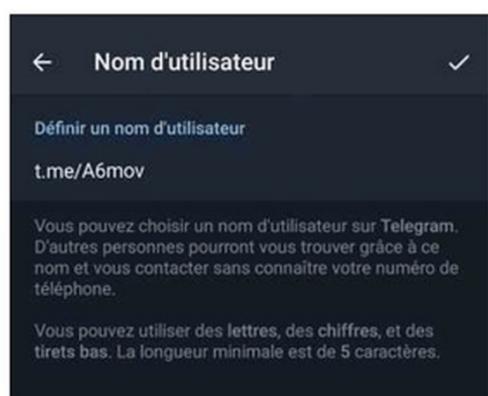 Nom d'utilisateur
Définir un nom d'utilisateur
t.me/A6mov
Vous pouvez choisir un nom d'utilisateur sur Telegram.
D'autres personnes pourront vous trouver grâce à ce
nom et vous contacter sans connaître votre numéro de
téléphone.
Vous pouvez utiliser des lettres, des chiffres, et des
tirets bas. La longueur minimale est de 5 caractères.